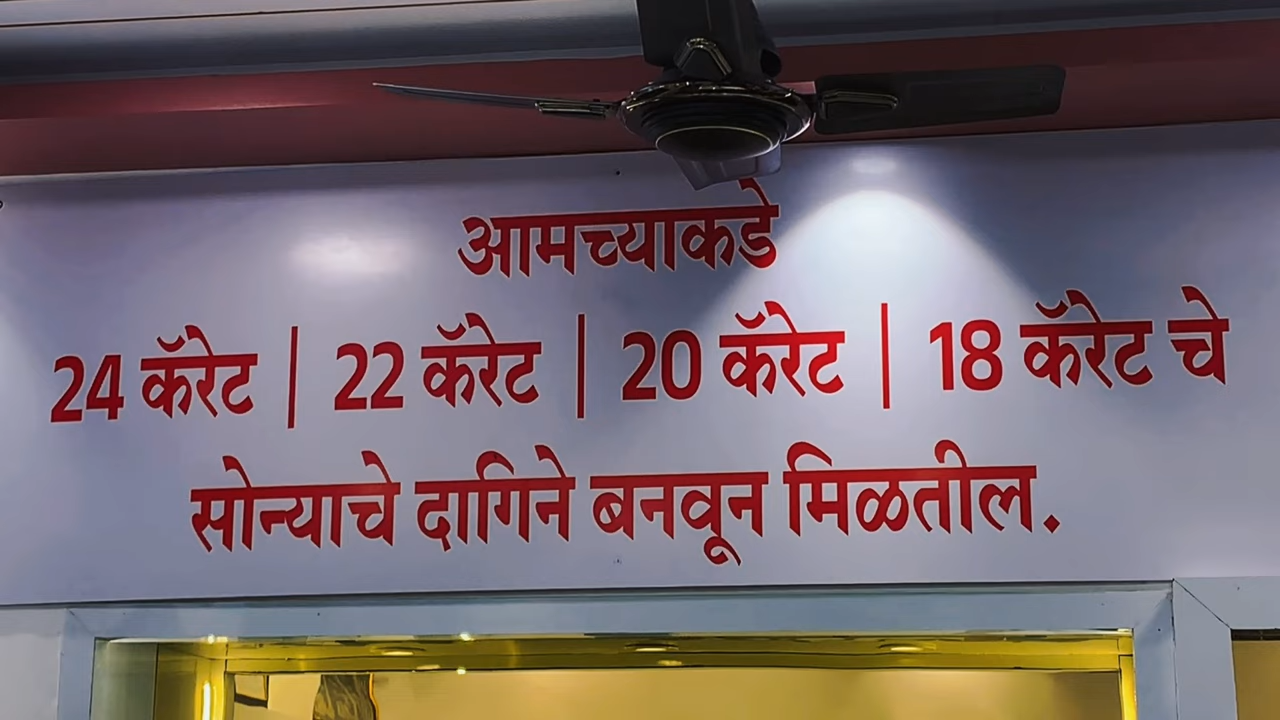 आमच्याकडे
24 कॅरेट | 22 कॅरेट | 20 कॅरेट | 18 कॅरेट चे
सोन्याचे दागिने बनवून मिळतील.